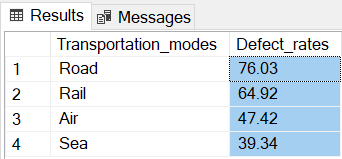 Results Messages
Transportation_modes Defect_rates
1 Road 76.03
2 Rail 64.92
3 Air 47.42
4 Sea 39.34